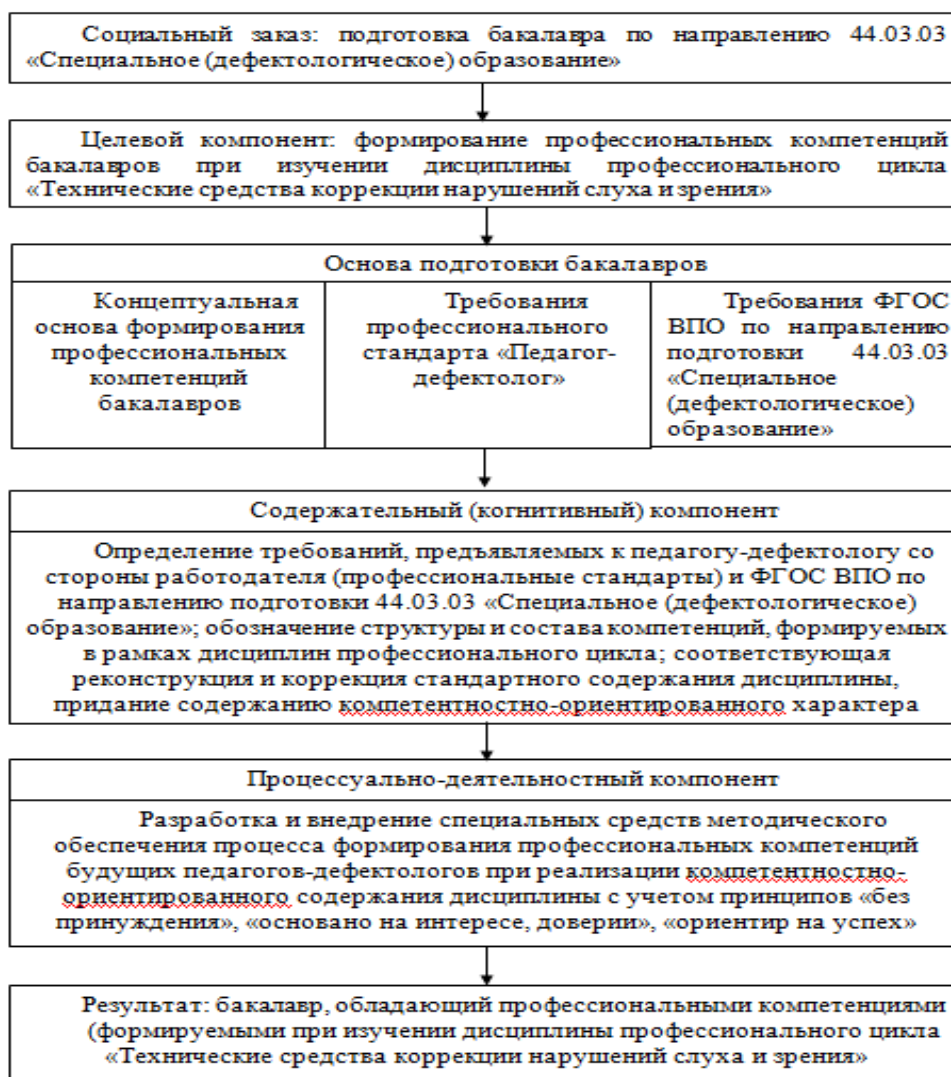 Социальный заказ: подготовка бакалавра по направлению 44.03.03
«Специальное (дефектологическое) образование»
Целевой компонент: формирование профессиональных компетенций
бакалавров при изучении дисциплины профессионального цикла
«Технические средства коррекции нарушений слуха и зрения»
Основа подготовки бакалавров
Концептуальная
основа формирования
профессиональных
компетенций
бакалавров
Требования
профессионального
стандарта «Педагог-
дефектолог»
Требования ФГОС
ВПО по направлению
подготовки 44.03.03
«Специальное
(дефектологическое)
образование»
Содержательный (когнитивный) компонент
Определение требований, предъявляемых к педагогу-дефектологу со
стороны работодателя (профессиональные стандарты) и ФГОС ВПО по
направлению подготовки 44.03.03 «Специальное (дефектологическое)
образование»; обозначение структуры и состава компетенций, формируемых
в рамках дисциплин профессионального цикла; соответствующая
реконструкция и коррекция стандартного содержания дисциплины,
придание содержанию компетентностно-ориентированного характера
Процессуально-деятельностный компонент
Разработка и внедрение специальных средств методического
обеспечения процесса формирования профессиональных компетенций
будущих педагогов-дефектологов при реализации компетентностно-
ориентированного содержания дисциплины с учетом принципов «без
принуждения», «основано на интересе, доверии», «ориентир на успех»
Результат: бакалавр, обладающий профессиональными компетенциями
(формируемыми при изучении дисциплины профессионального цикла
«Технические средства коррекции нарушений слуха и зрения»